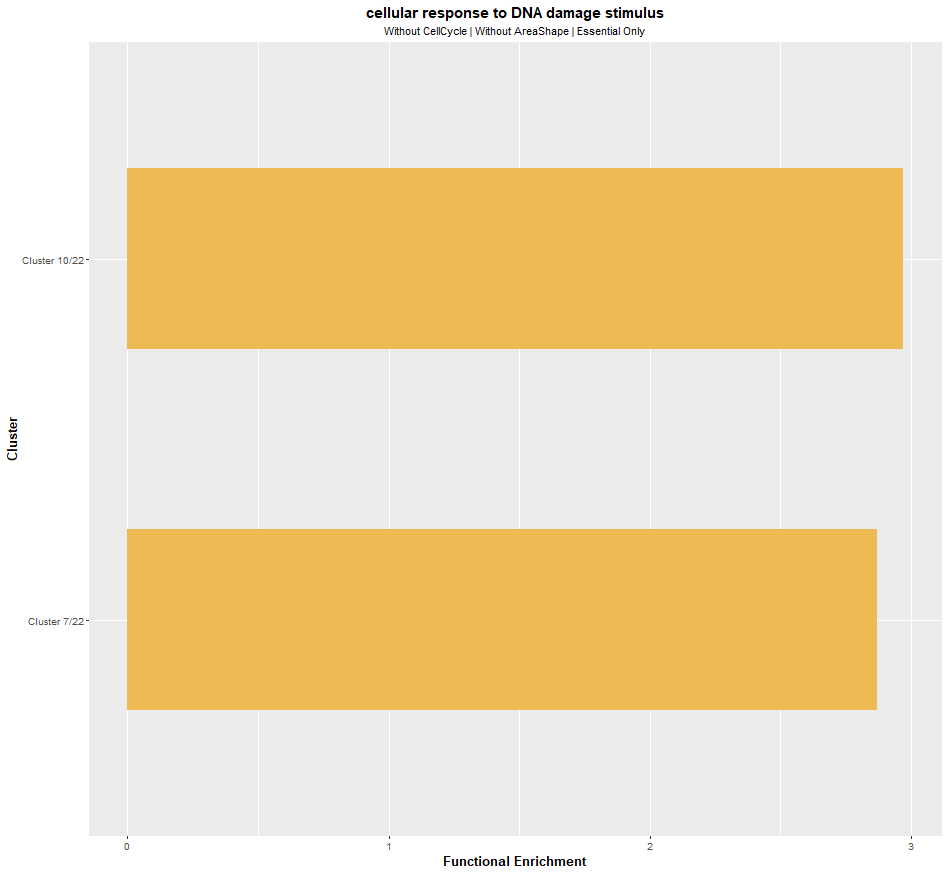 cellular response to DNA damage stimulus
Without CellCycle | Without AreaShape | Essential Only
Cluster 10/22
Cluster
Cluster 7/22
0
1
2
3
Functional Enrichment